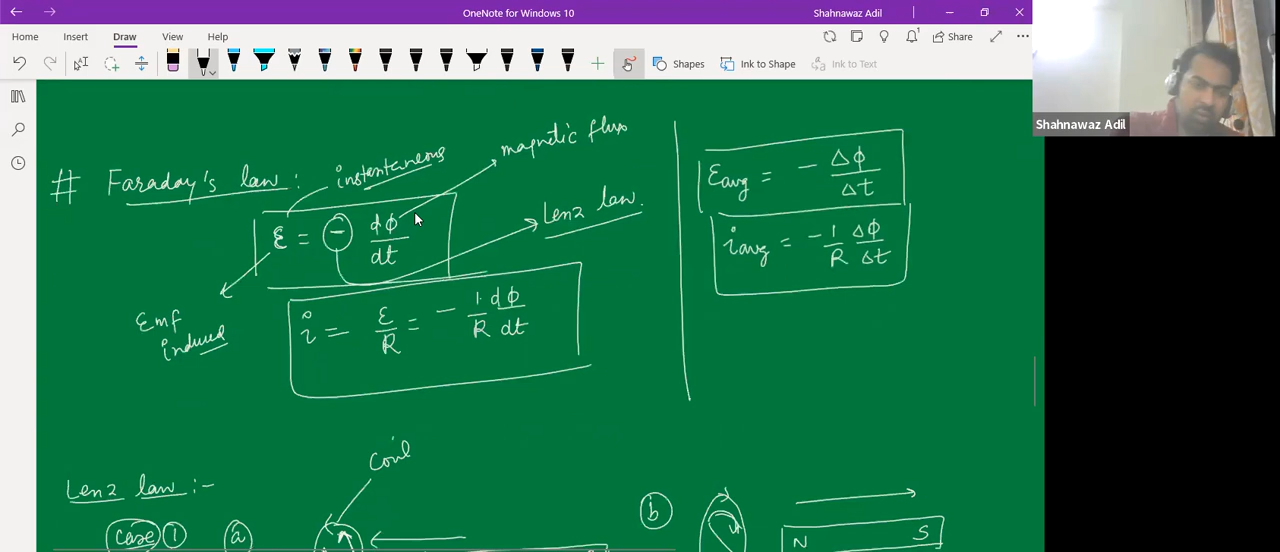 OneNote for Windows 10
Shahnawaz Adil
Home Insert Draw View Help
Share
Shapes
Ink to Shape
Ink to Text
Shahnawaz Adil
# Faraday's law :
instentaneous
magnetic flux
Lenz law.
ε = - dϕ/dt
Emf
induced
i = ε/R = - 1/R dϕ/dt
εavg = - Δϕ/Δt
iavg = - 1/R Δϕ/Δt
Lenz law :-
Case 1
a
Coil
b
N S